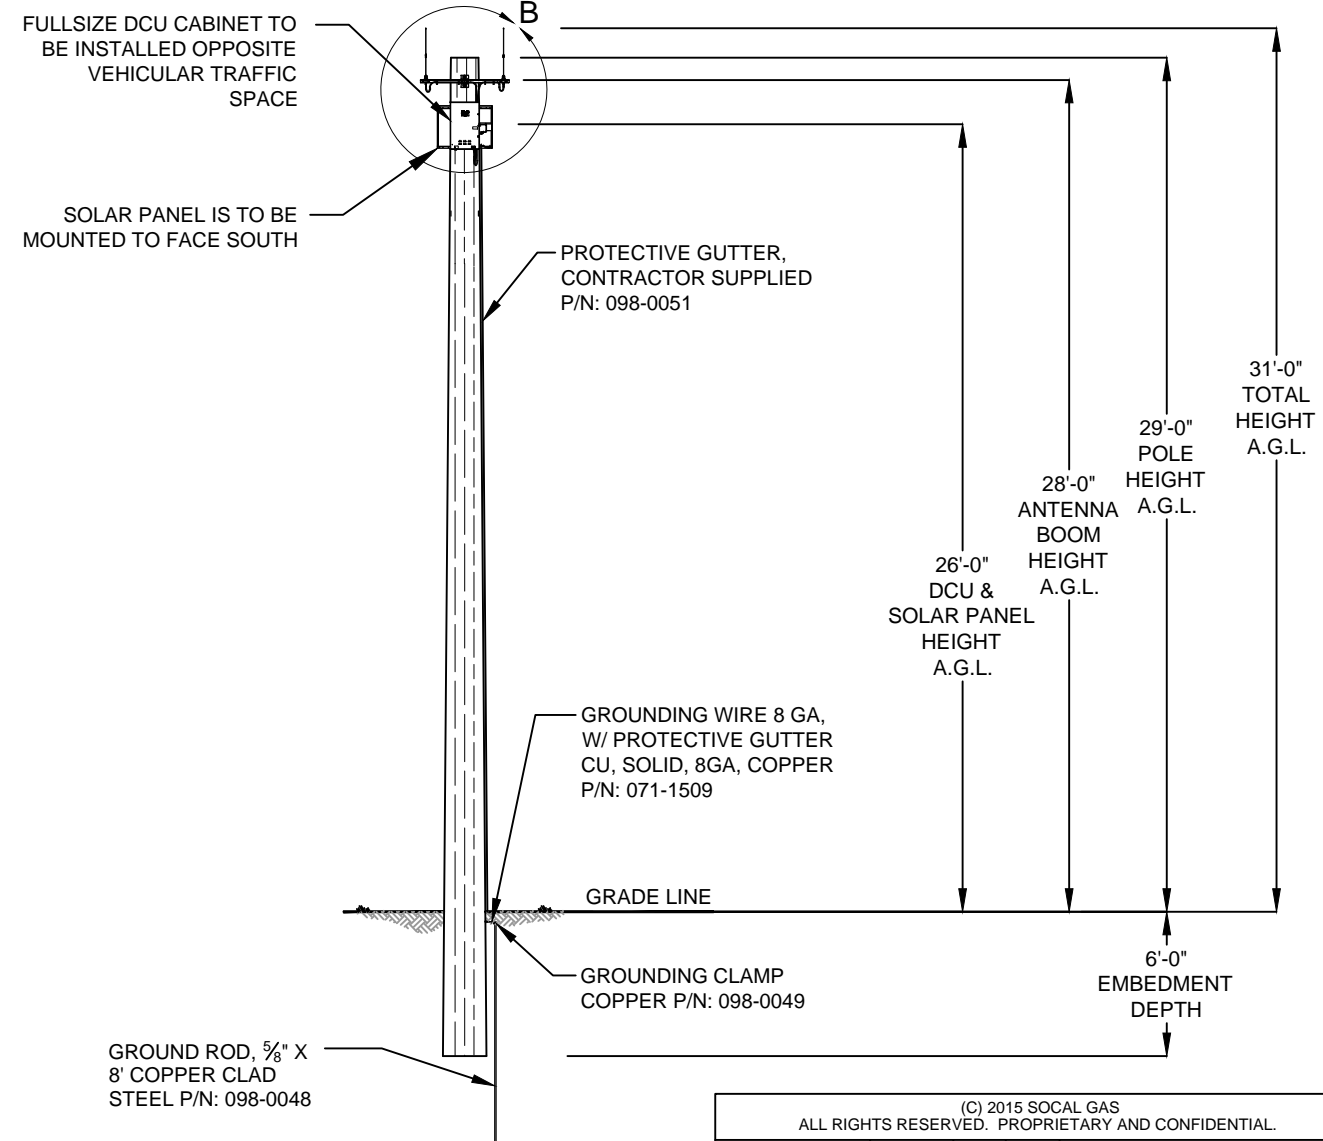 FULLSIZE DCU CABINET TO
BE INSTALLED OPPOSITE
VEHICULAR TRAFFIC
SPACE
B
SOLAR PANEL IS TO BE
MOUNTED TO FACE SOUTH
PROTECTIVE GUTTER,
CONTRACTOR SUPPLIED
P/N: 098-0051
31'-0"
TOTAL
HEIGHT
A.G.L.
29'-0"
POLE
HEIGHT
A.G.L.
28'-0"
ANTENNA
BOOM
HEIGHT
A.G.L.
26'-0"
DCU &
SOLAR PANEL
HEIGHT
A.G.L.
GROUNDING WIRE 8 GA,
W/ PROTECTIVE GUTTER
CU, SOLID, 8GA, COPPER
P/N: 071-1509
GRADE LINE
GROUNDING CLAMP
COPPER P/N: 098-0049
6'-0"
EMBEDMENT
DEPTH
GROUND ROD, ⅝" X
8' COPPER CLAD
STEEL P/N: 098-0048
(C) 2015 SOCAL GAS
ALL RIGHTS RESERVED. PROPRIETARY AND CONFIDENTIAL.